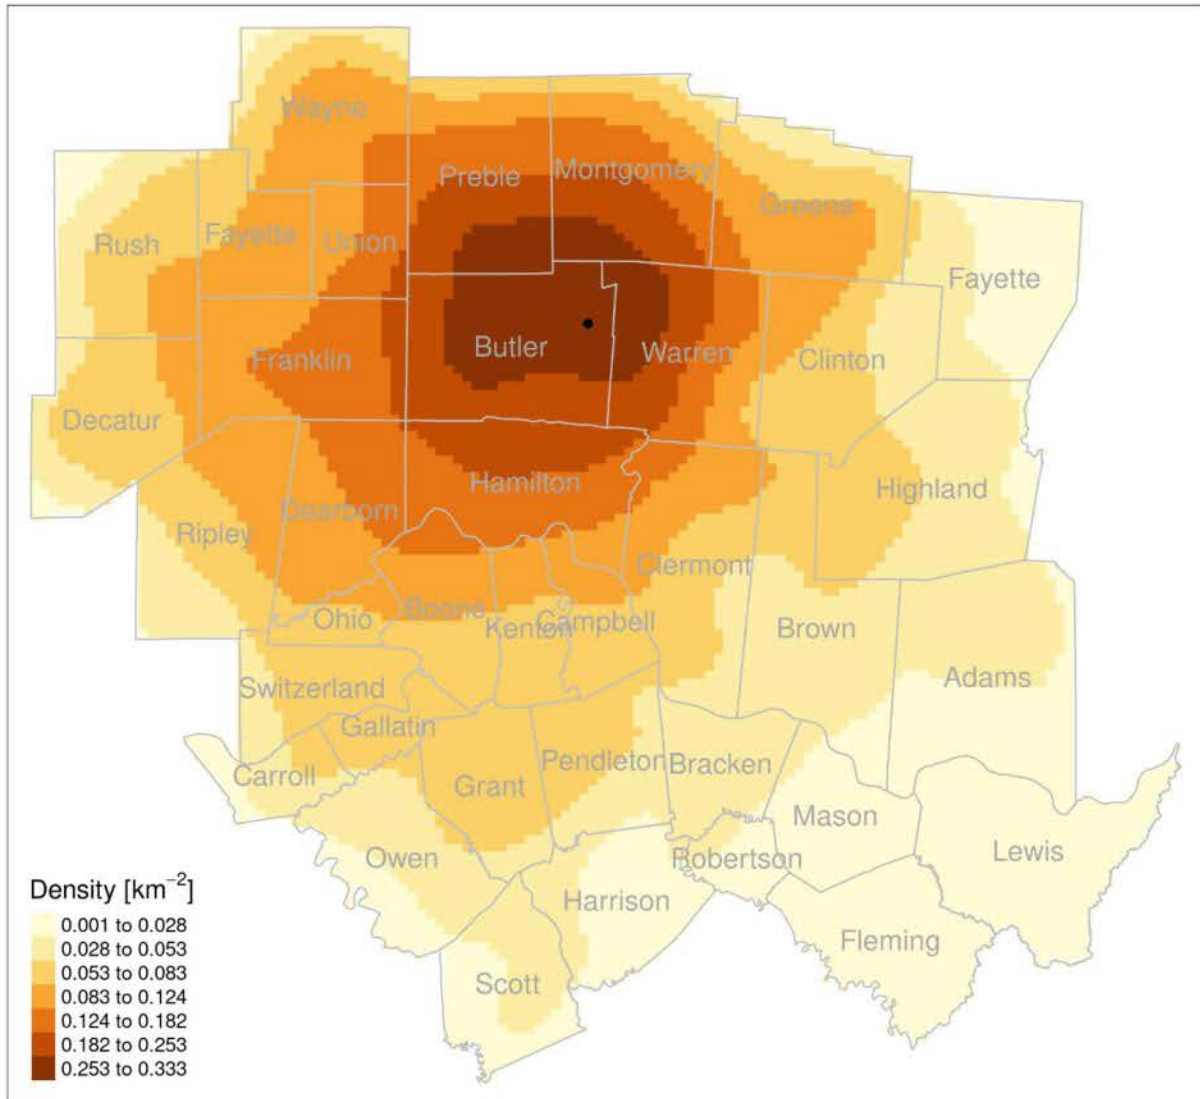 Wayne
Preble
Montgomery
Greene
Rush
Fayette
Union
Fayette
Butler
Warren
Clinton
Franklin
Decatur
Hamilton
Highland
Dearborn
Ripley
Clermont
Boone
Ohio
Kenton
Campbell
Brown
Adams
Switzerland
Gallatin
Carroll
Grant
Pendleton
Bracken
Mason
Owen
Robertson
Lewis
Harrison
Fleming
Scott
Density [km⁻²]
0.001 to 0.028
0.028 to 0.053
0.053 to 0.083
0.083 to 0.124
0.124 to 0.182
0.182 to 0.253
0.253 to 0.333